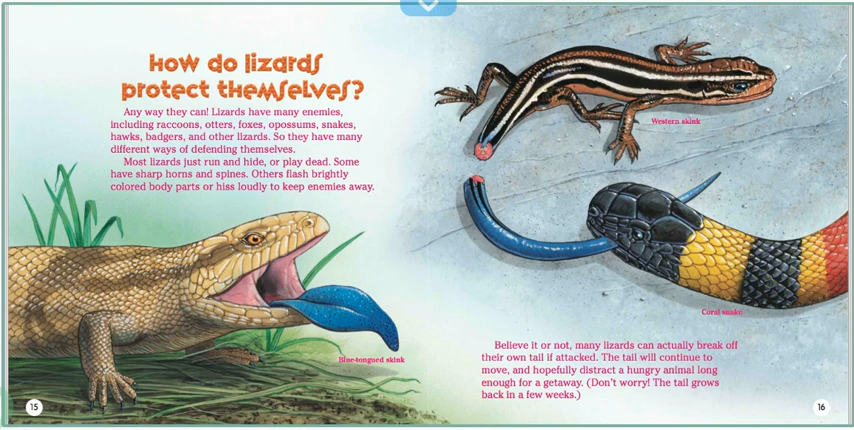 How do lizards
protect themselves?
Any way they can! Lizards have many enemies,
including raccoons, otters, foxes, opossums, snakes,
hawks, badgers, and other lizards. So they have many
different ways of defending themselves.
Most lizards just run and hide, or play dead. Some
have sharp horns and spines. Others flash brightly
colored body parts or hiss loudly to keep enemies away.
Blue-tongued skink
15
Western skink
Coral snake
Believe it or not, many lizards can actually break off
their own tail if attacked. The tail will continue to
move, and hopefully distract a hungry animal long
enough for a getaway. (Don't worry! The tail grows
back in a few weeks.)
16